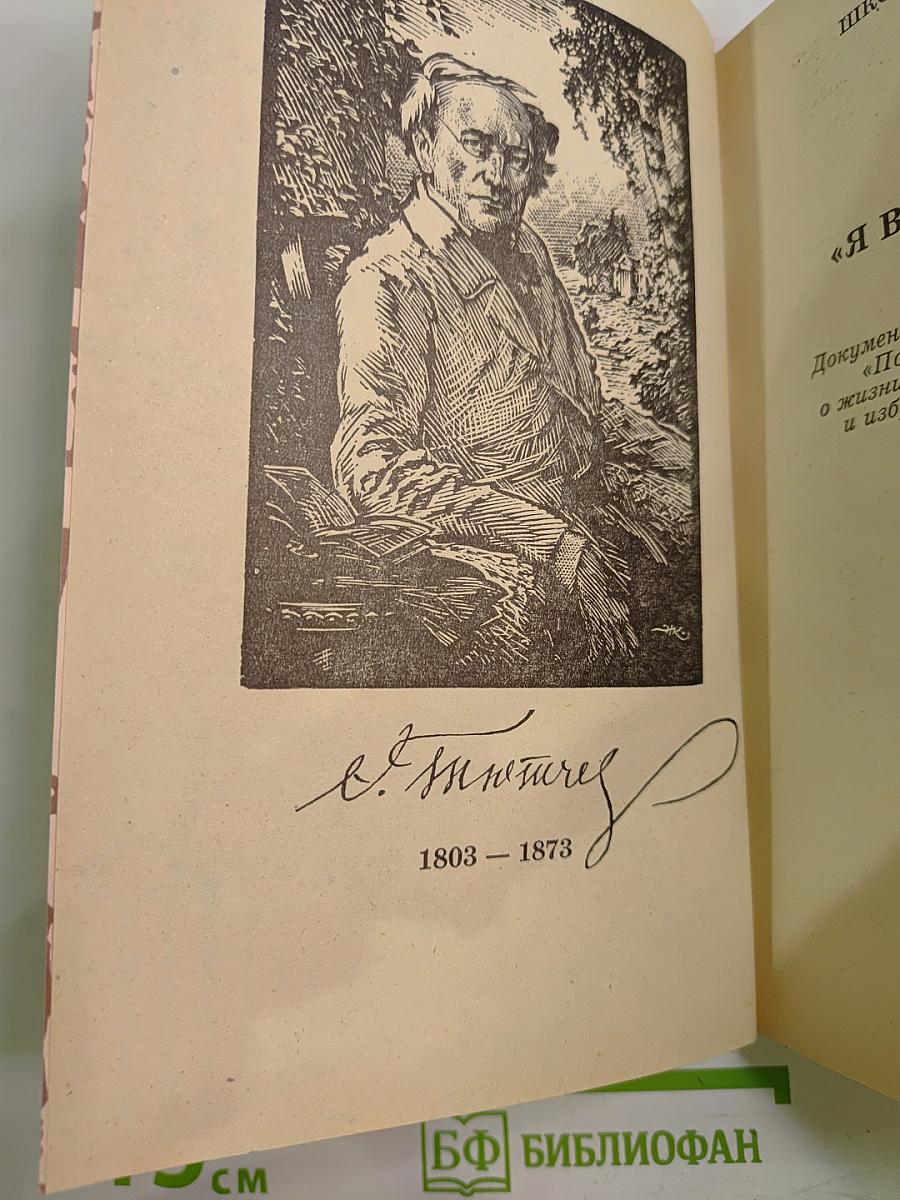 Ѳ. Тютчев
1803 — 1873
«Я В
Докумен
«По
о жизни
и изб
см
БФ БИБЛИОФАН